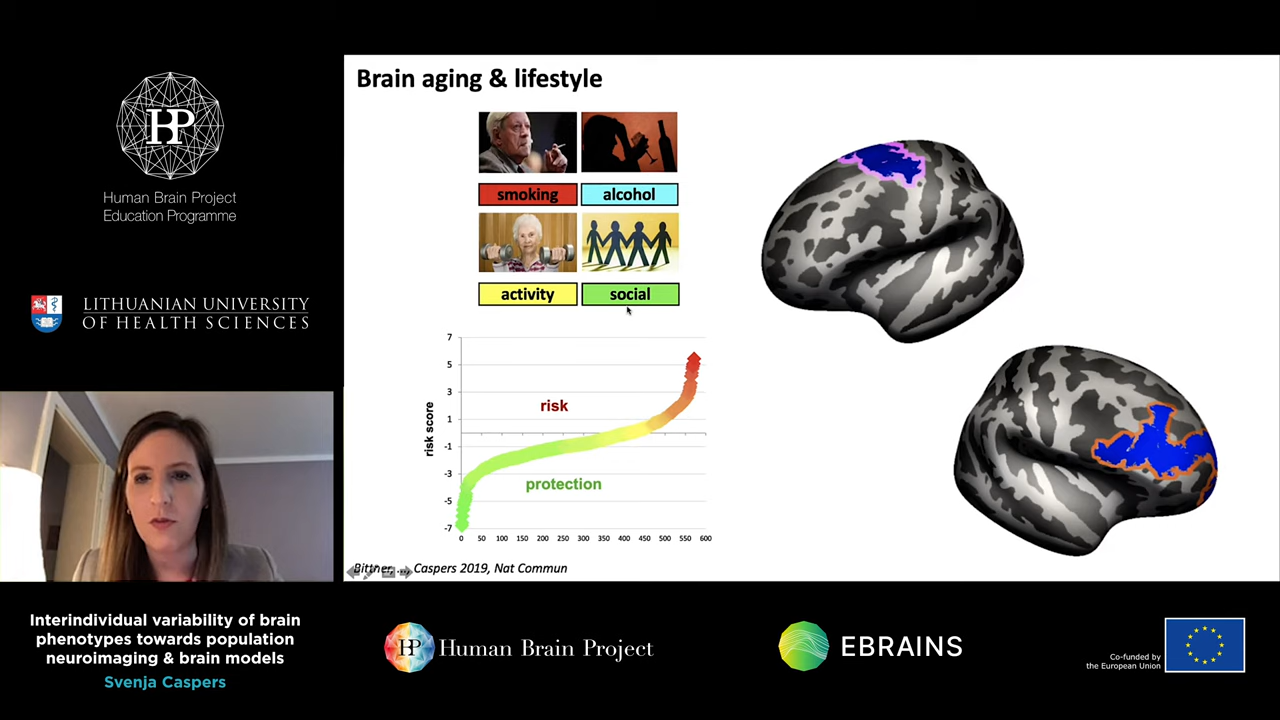 HP
Human Brain Project
Education Programme
LITHUANIAN UNIVERSITY
OF HEALTH SCIENCES
Brain aging & lifestyle
smoking
alcohol
activity
social
7
5
3
1
-1
-3
-5
-7
risk score
risk
protection
0 50 100 150 200 250 300 350 400 450 500 550 600
Bittner, ... Caspers 2019, Nat Commun
Interindividual variability of brain
phenotypes towards population
neuroimaging & brain models
Svenja Caspers
HP Human Brain Project
EBRAINS
Co-funded by
the European Union